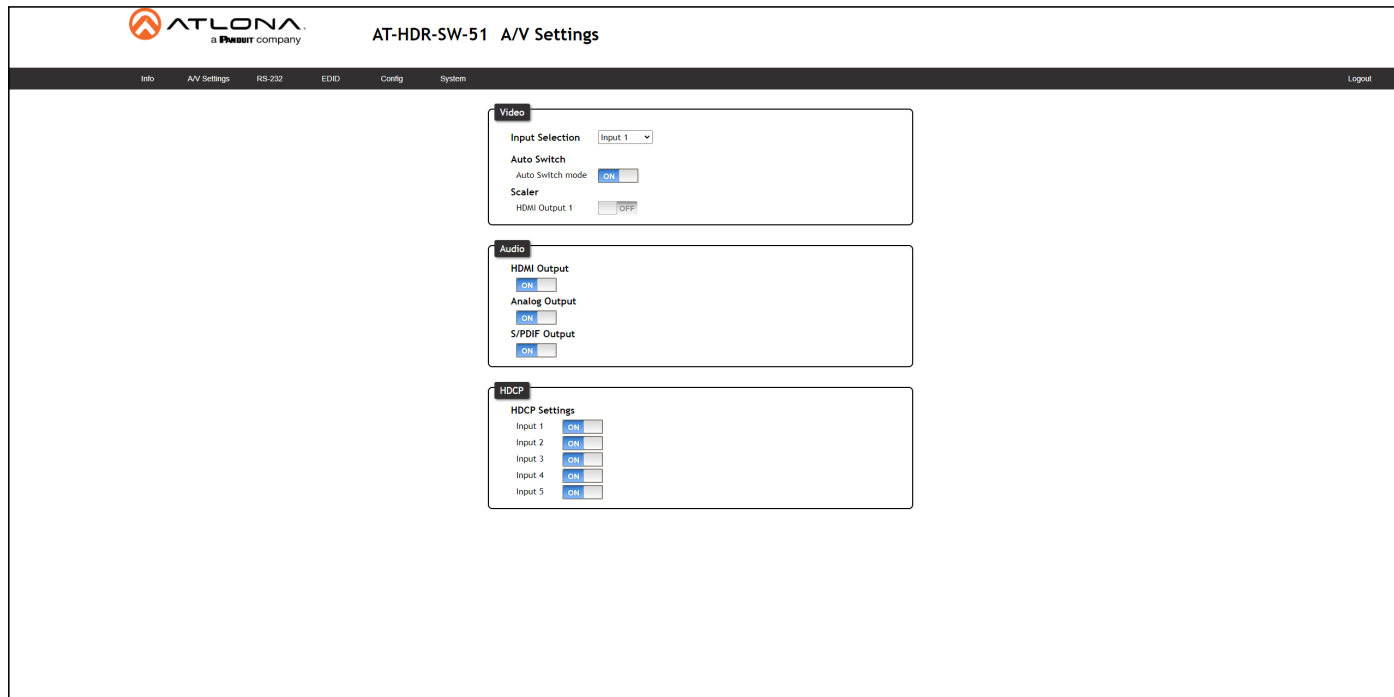 ATLONA.
a PANDUIT company
AT-HDR-SW-51 A/V Settings
Info A/V Settings RS-232 EDID Config System Logout
Video
Input Selection Input 1
Auto Switch
Auto Switch mode ON
Scaler
HDMI Output 1 OFF
Audio
HDMI Output
ON
Analog Output
ON
S/PDIF Output
ON
HDCP
HDCP Settings
Input 1 ON
Input 2 ON
Input 3 ON
Input 4 ON
Input 5 ON